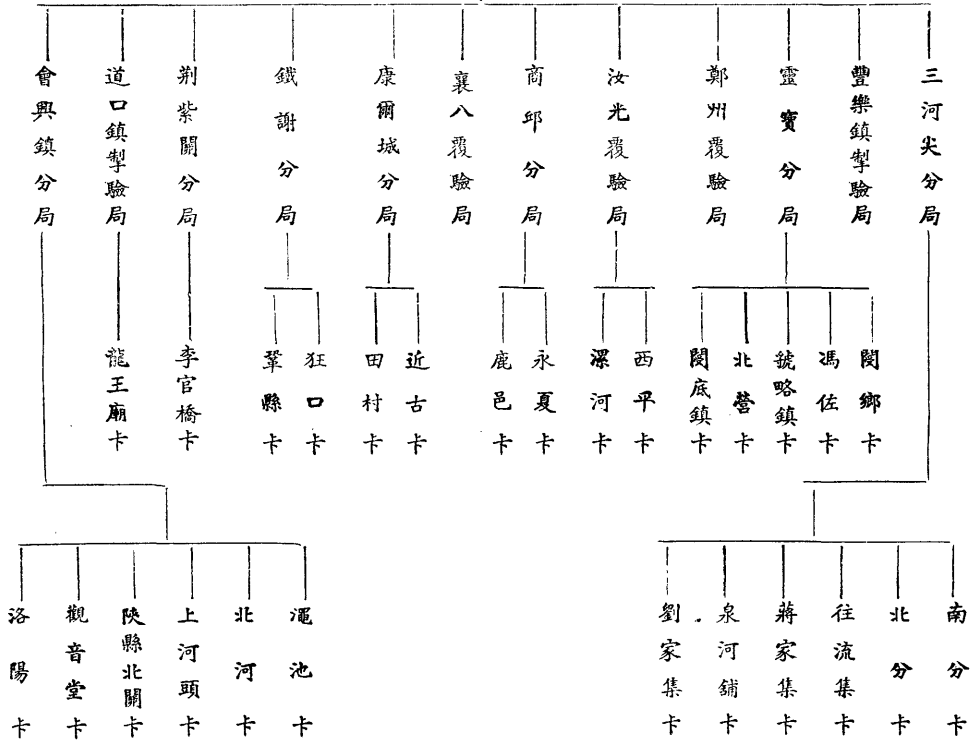 三河尖分局
豐樂鎮掣驗局
靈寶分局
鄭州覆驗局
汝光覆驗局
商邱分局
襄八覆驗局
康爾城分局
鐵謝分局
荆紫關分局
道口鎮掣驗局
會興鎮分局
閿鄉卡
馮佐卡
虢略鎮卡
北營卡
閿底鎮卡
西平卡
漯河卡
永夏卡
鹿邑卡
近古卡
田村卡
狂口卡
鞏縣卡
李官橋卡
龍王廟卡
南分卡
北分卡
往流集卡
蔣家集卡
泉河舖卡
劉家集卡
澠池卡
北河卡
上河頭卡
陝縣北關卡
觀音堂卡
洛陽卡